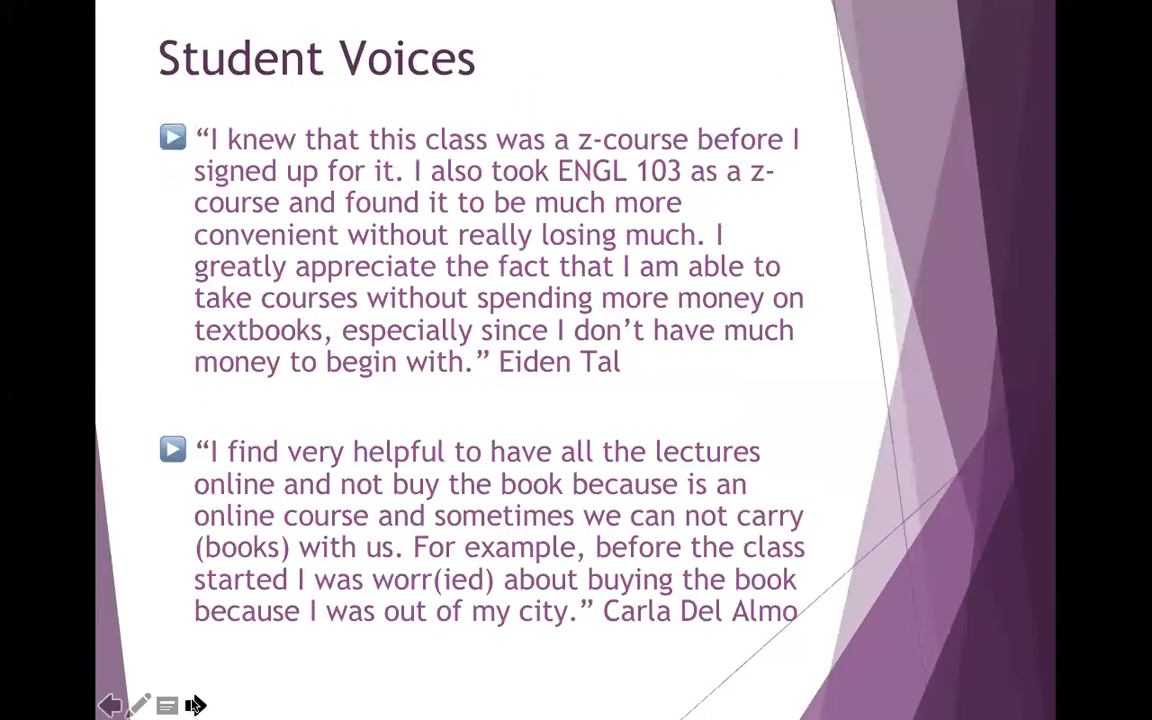 Student Voices
“I knew that this class was a z-course before I
signed up for it. I also took ENGL 103 as a z-
course and found it to be much more
convenient without really losing much. I
greatly appreciate the fact that I am able to
take courses without spending more money on
textbooks, especially since I don’t have much
money to begin with.” Eiden Tal
“I find very helpful to have all the lectures
online and not buy the book because is an
online course and sometimes we can not carry
(books) with us. For example, before the class
started I was worr(ied) about buying the book
because I was out of my city.” Carla Del Almo